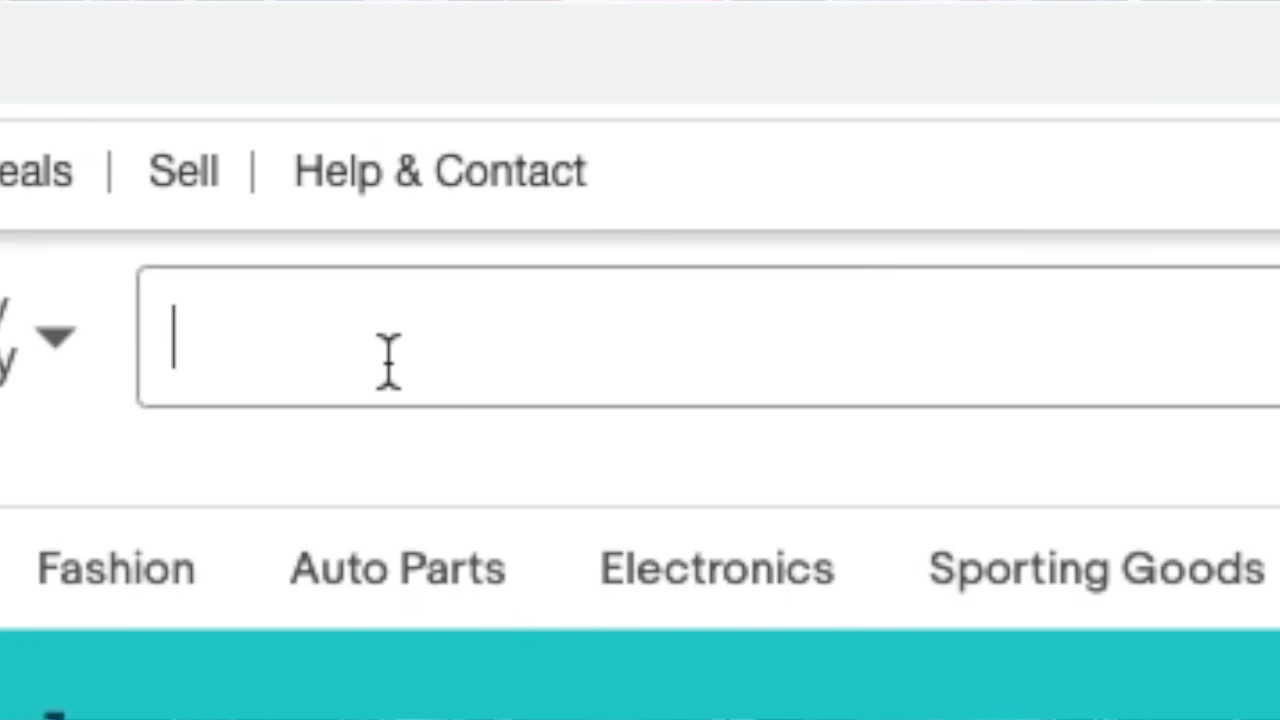 eals | Sell | Help & Contact
y
Fashion Auto Parts Electronics Sporting Goods